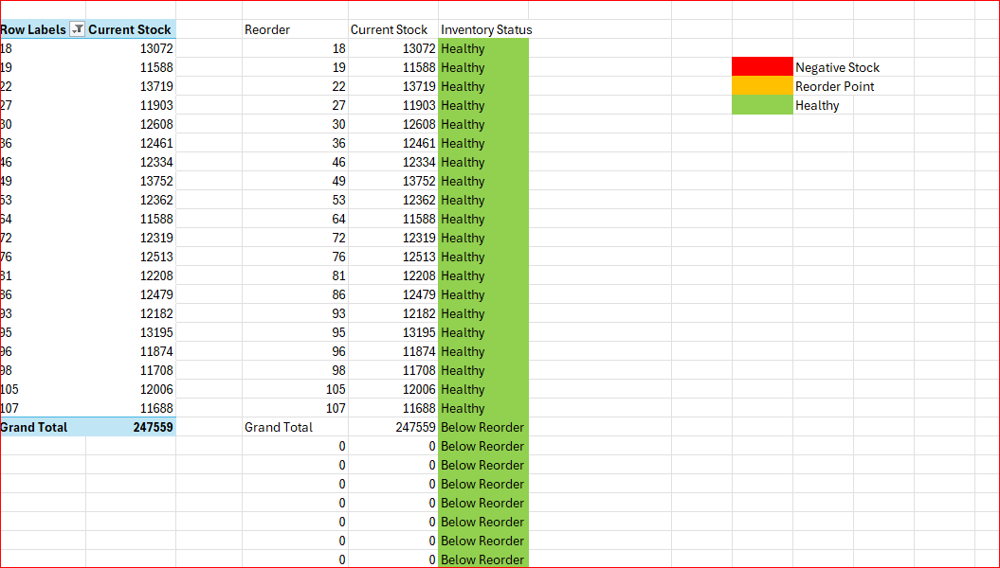 Row Labels Current Stock Reorder Current Stock Inventory Status
18 13072 18 13072 Healthy
19 11588 19 11588 Healthy Negative Stock
22 13719 22 13719 Healthy Reorder Point
27 11903 27 11903 Healthy Healthy
30 12608 30 12608 Healthy
36 12461 36 12461 Healthy
46 12334 46 12334 Healthy
49 13752 49 13752 Healthy
53 12362 53 12362 Healthy
64 11588 64 11588 Healthy
72 12319 72 12319 Healthy
76 12513 76 12513 Healthy
81 12208 81 12208 Healthy
86 12479 86 12479 Healthy
93 12182 93 12182 Healthy
95 13195 95 13195 Healthy
96 11874 96 11874 Healthy
98 11708 98 11708 Healthy
105 12006 105 12006 Healthy
107 11688 107 11688 Healthy
Grand Total 247559 Grand Total 247559 Below Reorder
0 0 Below Reorder
0 0 Below Reorder
0 0 Below Reorder
0 0 Below Reorder
0 0 Below Reorder
0 0 Below Reorder
0 0 Below Reorder